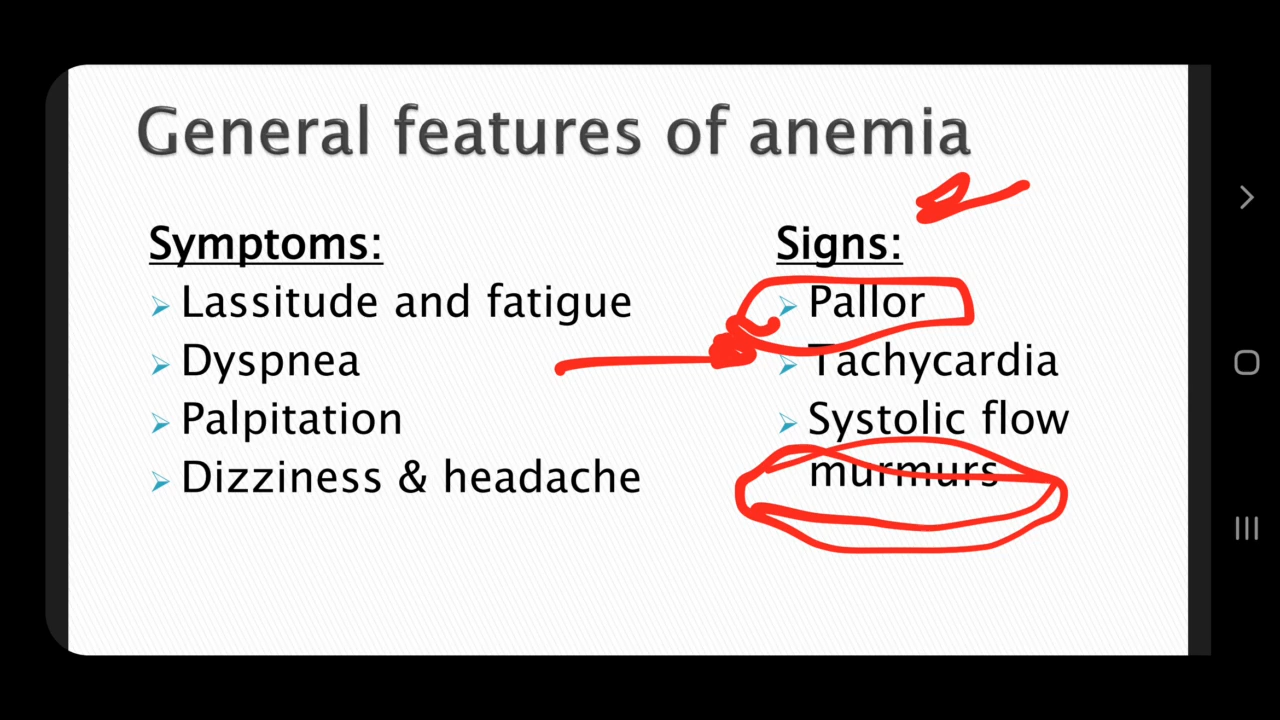 General features of anemia
Symptoms:
Lassitude and fatigue
Dyspnea
Palpitation
Dizziness & headache
Signs:
Pallor
Tachycardia
Systolic flow
murmurs